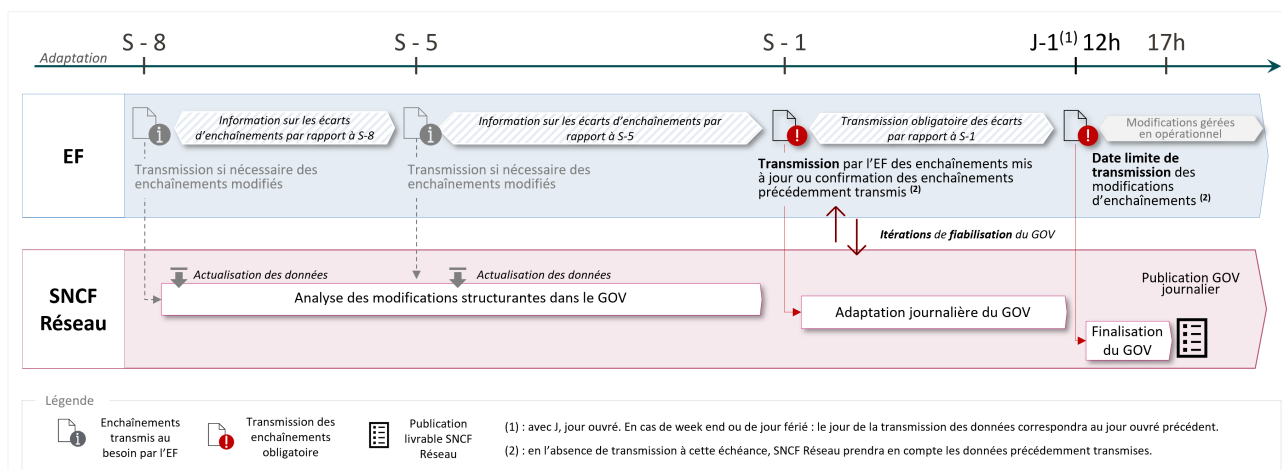 S - 8
S - 5
S - 1
J-1(1) 12h
17h
Adaptation
EF
Information sur les écarts
d'enchaînements par rapport à S-8
Information sur les écarts d'enchaînements par
rapport à S-5
Transmission obligatoire des écarts
par rapport à S-1
Modifications gérées
en opérationnel
Transmission si nécessaire des
enchaînements modifiés
Transmission si nécessaire des
enchaînements modifiés
Transmission par l'EF des enchaînements mis
à jour ou confirmation des enchaînements
précédemment transmis (2)
Date limite de
transmission des
modifications
d'enchaînements (2)
Itérations de fiabilisation du GOV
SNCF
Réseau
Actualisation des données
Actualisation des données
Analyse des modifications structurantes dans le GOV
Adaptation journalière du GOV
Publication GOV
journalier
Finalisation
du GOV
Légende
Enchaînements
transmis au
besoin par l'EF
Transmission des
enchaînements
obligatoire
Publication
livrable SNCF
Réseau
(1) : avec J, jour ouvré. En cas de week end ou de jour férié : le jour de la transmission des données correspondra au jour ouvré précédent.
(2) : en l'absence de transmission à cette échéance, SNCF Réseau prendra en compte les données précédemment transmises.